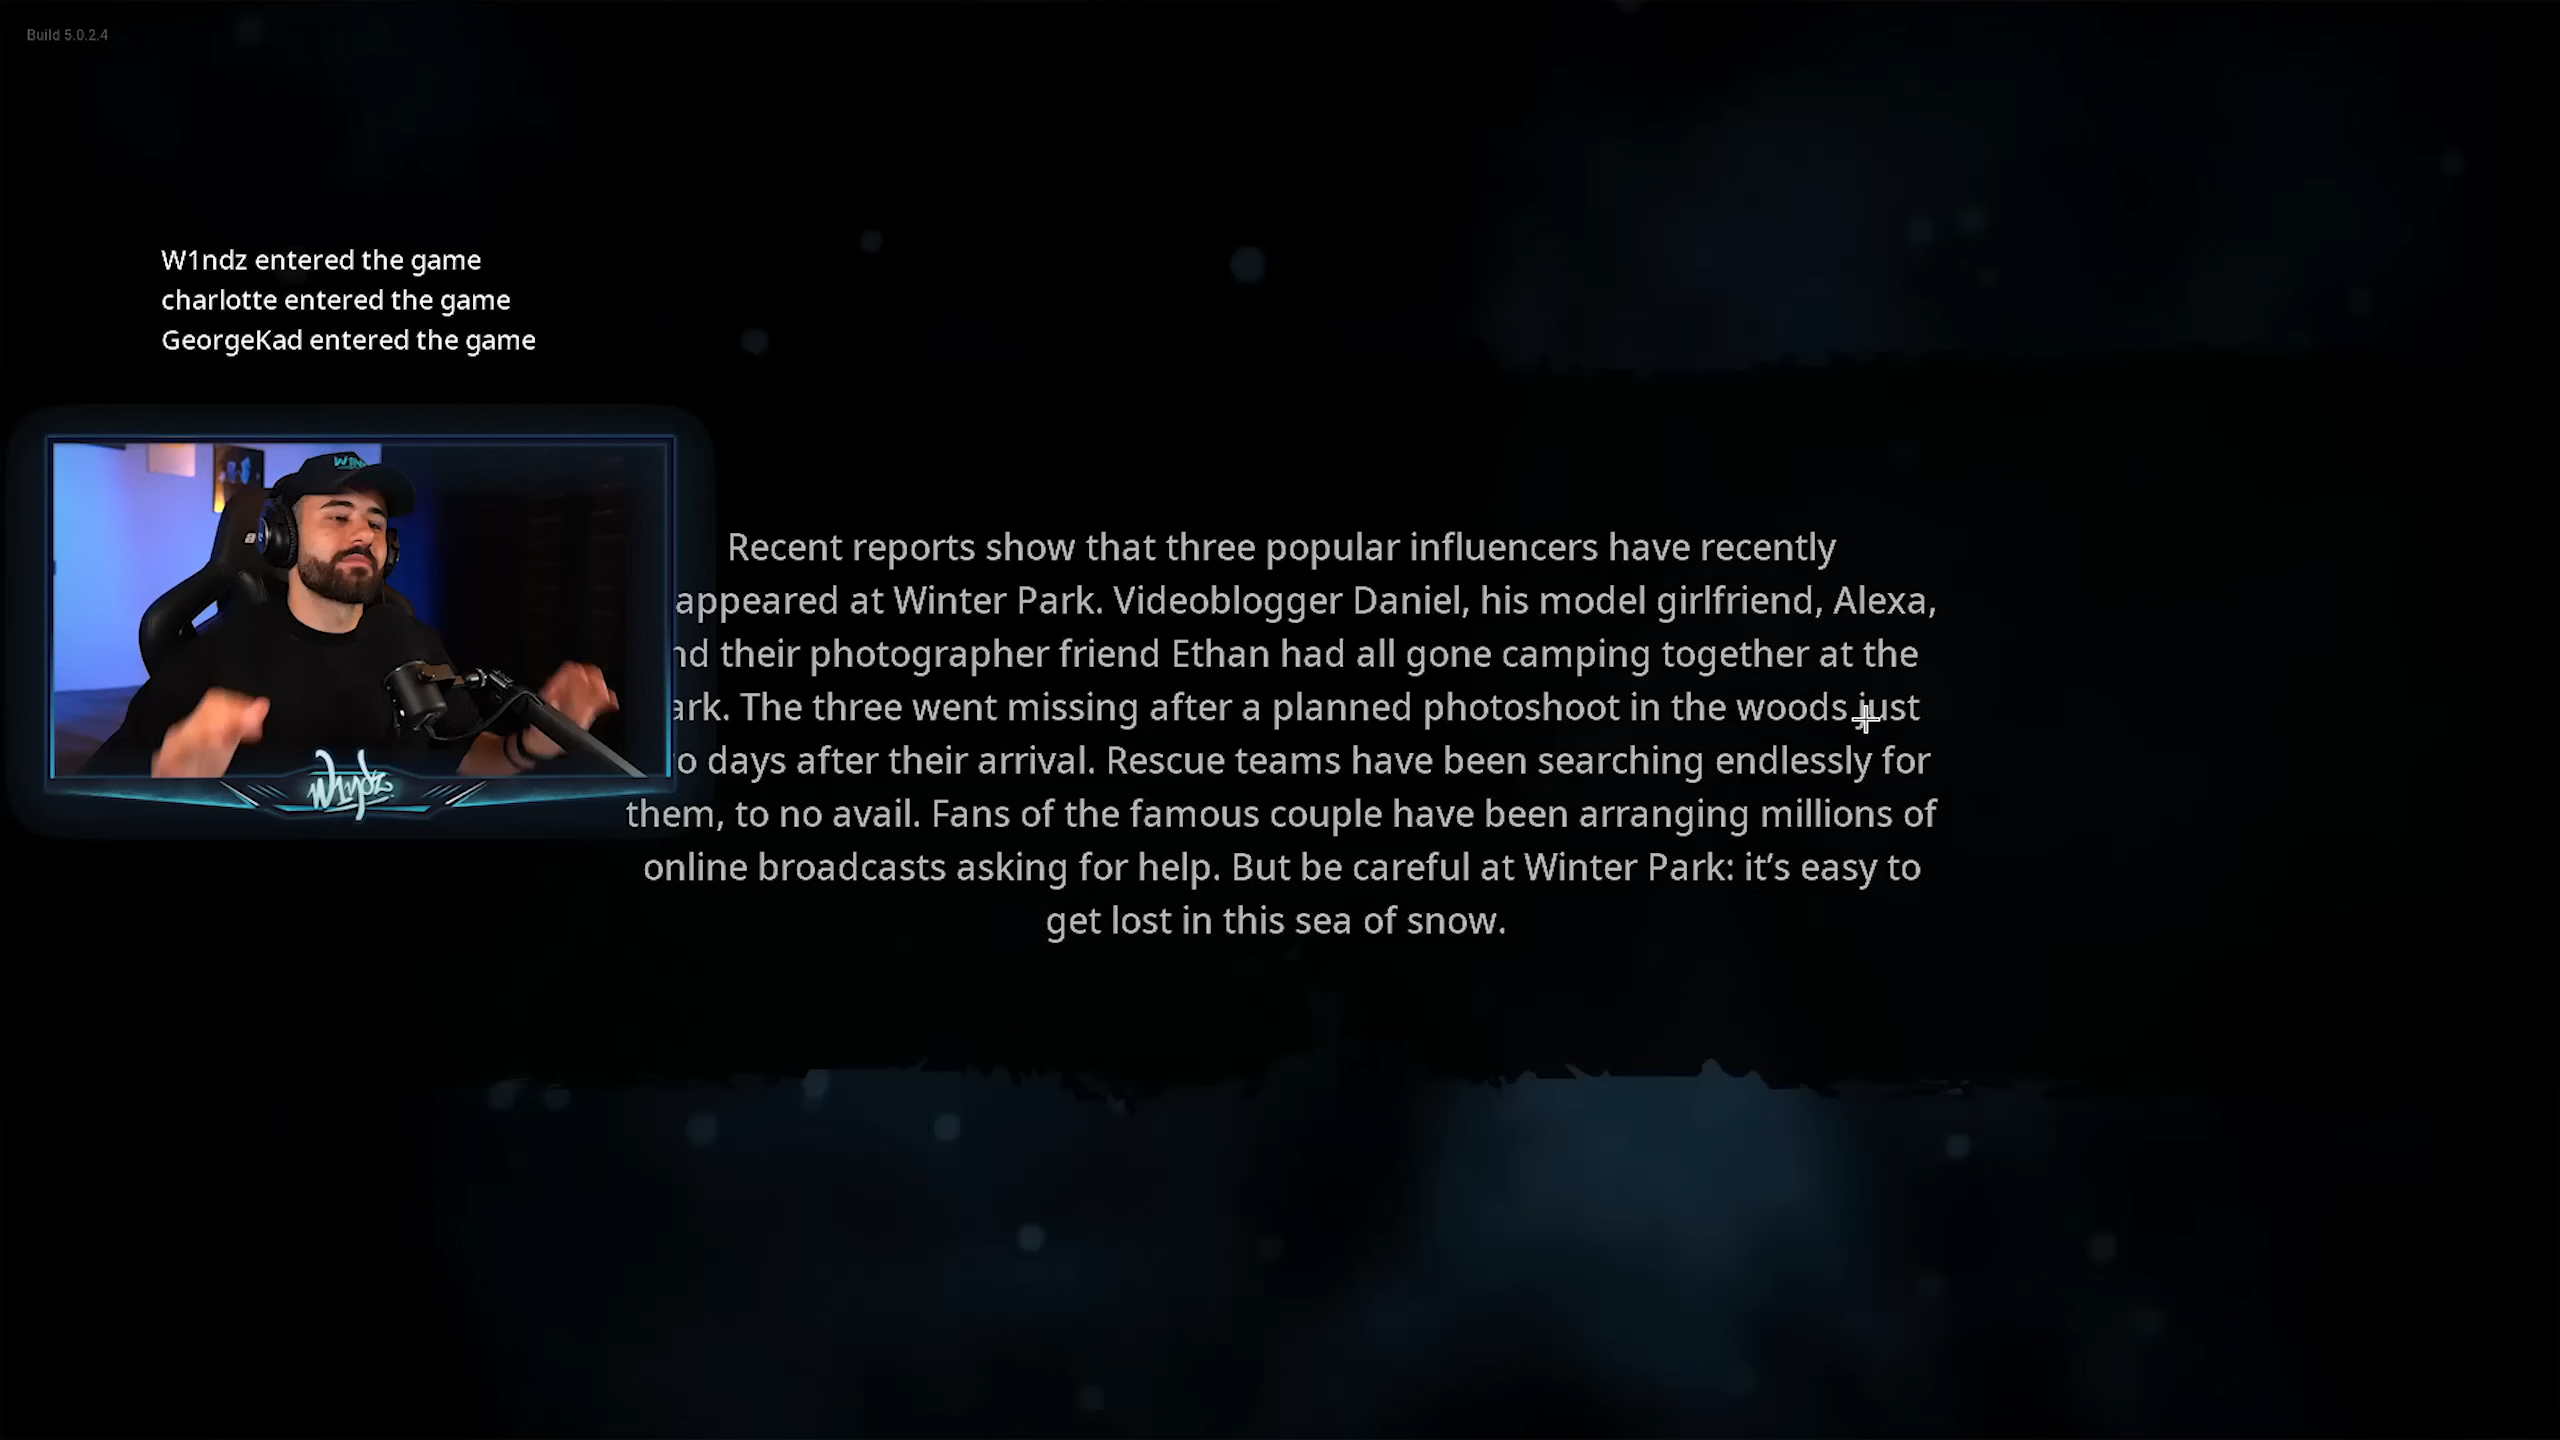 Build 5.0.2.4
W1ndz entered the game
charlotte entered the game
GeorgeKad entered the game
W1N
Recent reports show that three popular influencers have recently
appeared at Winter Park. Videoblogger Daniel, his model girlfriend, Alexa,
nd their photographer friend Ethan had all gone camping together at the
ark. The three went missing after a planned photoshoot in the woods just
o days after their arrival. Rescue teams have been searching endlessly for
them, to no avail. Fans of the famous couple have been arranging millions of
online broadcasts asking for help. But be careful at Winter Park: it’s easy to
get lost in this sea of snow.
W1ndz